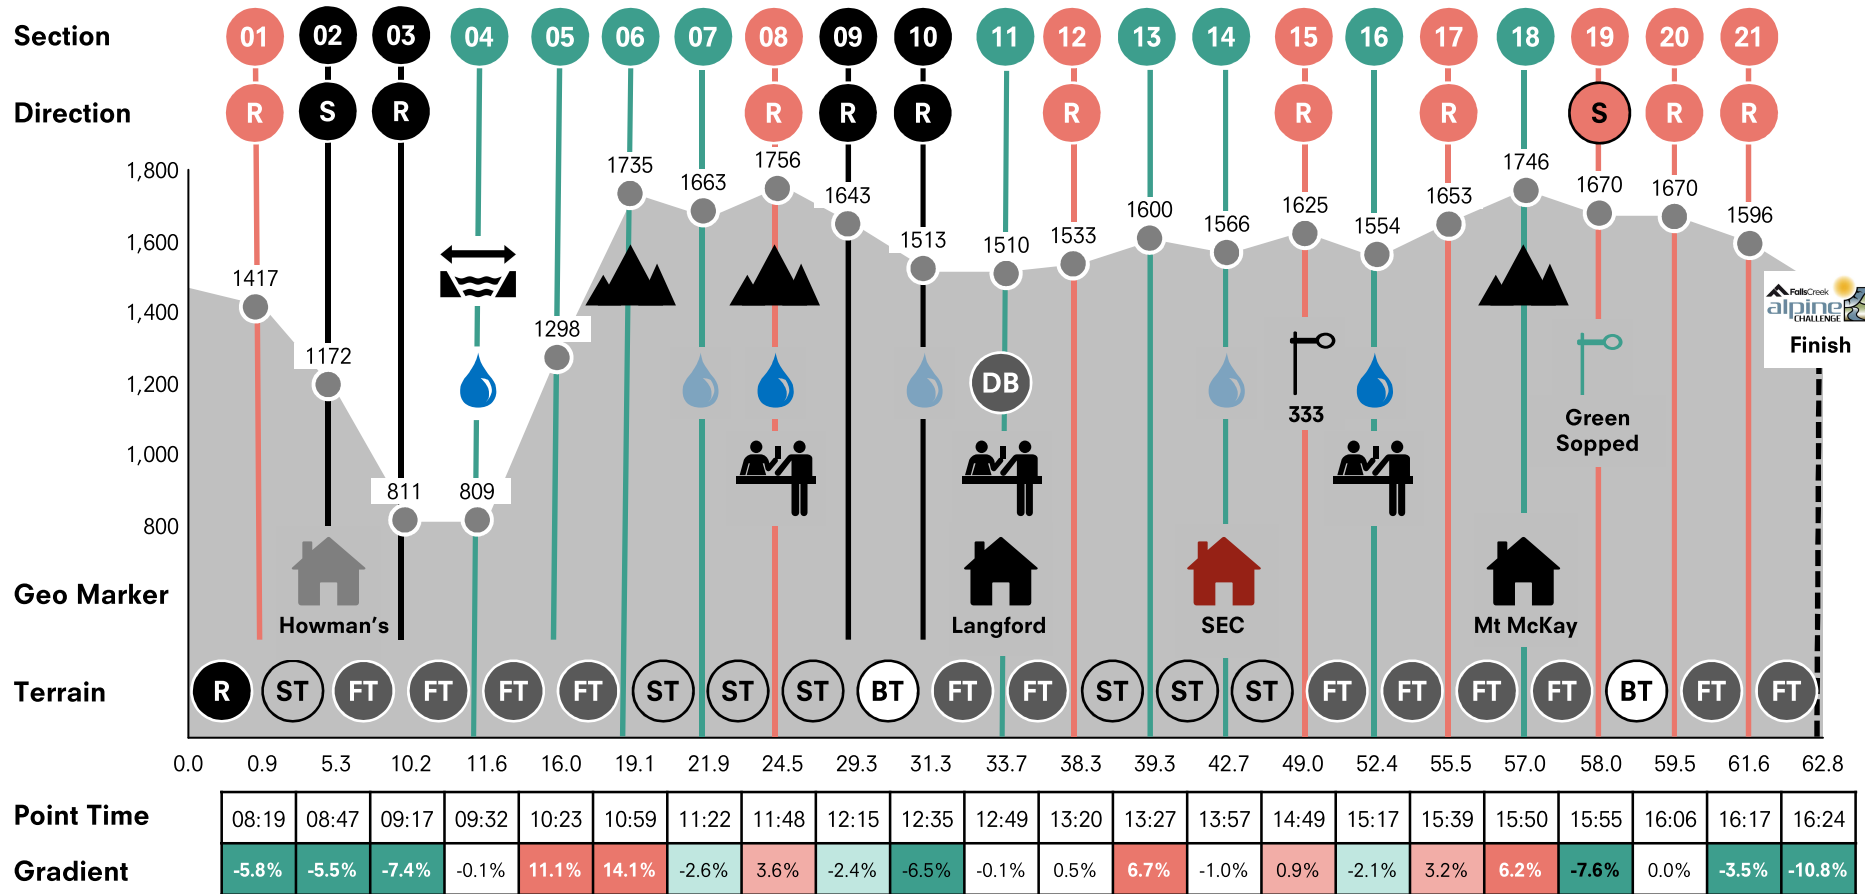 Section 01 02 03 04 05 06 07 08 09 10 11 12 13 14 15 16 17 18 19 20 21
Direction R S R R R R R R R S R R
1,800
1,600
1,400
1,200
1,000
800
1417
1172
811
809
1298
1735
1663
1756
1643
1513
1510
1533
1600
1566
1625
1554
1653
1746
1670
1670
1596
FallsCreek
alpine
CHALLENGE
Finish
DB
333
Green
Sopped
Geo Marker
Howman's
Langford
SEC
Mt McKay
Terrain R ST FT FT FT FT ST ST ST BT FT FT ST ST ST FT FT FT FT BT FT FT
0.0 0.9 5.3 10.2 11.6 16.0 19.1 21.9 24.5 29.3 31.3 33.7 38.3 39.3 42.7 49.0 52.4 55.5 57.0 58.0 59.5 61.6 62.8
Point Time 08:19 08:47 09:17 09:32 10:23 10:59 11:22 11:48 12:15 12:35 12:49 13:20 13:27 13:57 14:49 15:17 15:39 15:50 15:55 16:06 16:17 16:24
Gradient -5.8% -5.5% -7.4% -0.1% 11.1% 14.1% -2.6% 3.6% -2.4% -6.5% -0.1% 0.5% 6.7% -1.0% 0.9% -2.1% 3.2% 6.2% -7.6% 0.0% -3.5% -10.8%